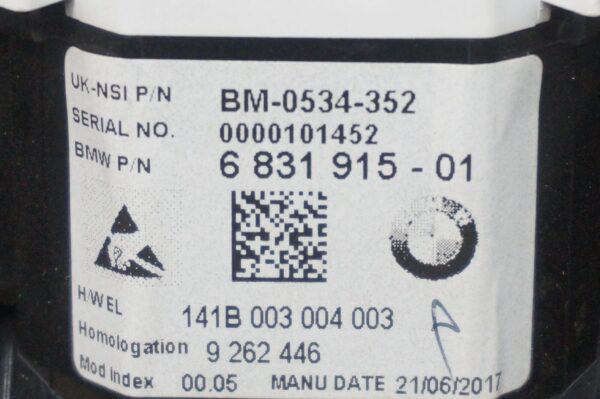 UK-NSI P/N BM-0534-352
SERIAL NO. 0000101452
BMW P/N 6 831 915 - 01
H/WEL 141B 003 004 003
Homologation 9 262 446
Mod Index 00.05 MANU DATE 21/06/2017